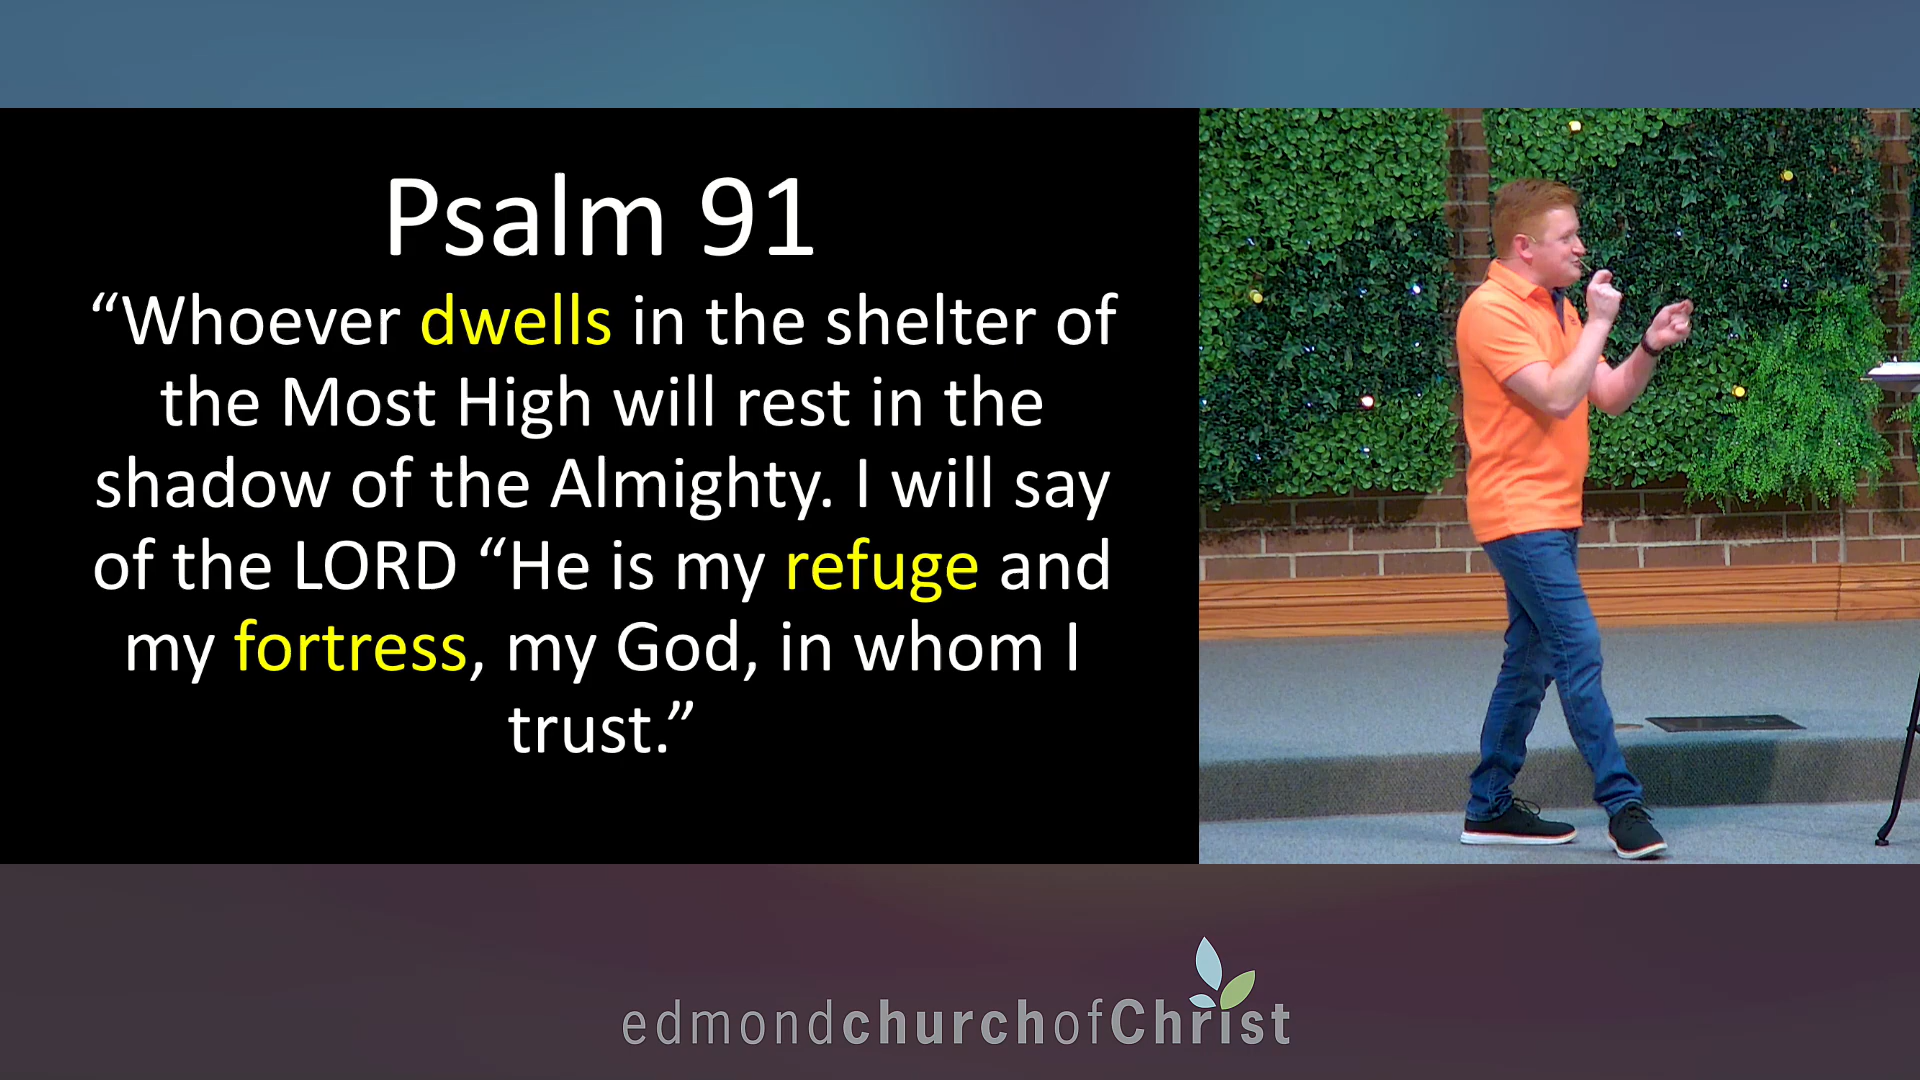 Psalm 91
“Whoever dwells in the shelter of
the Most High will rest in the
shadow of the Almighty. I will say
of the LORD “He is my refuge and
my fortress, my God, in whom I
trust.”
edmondchurchofChrist